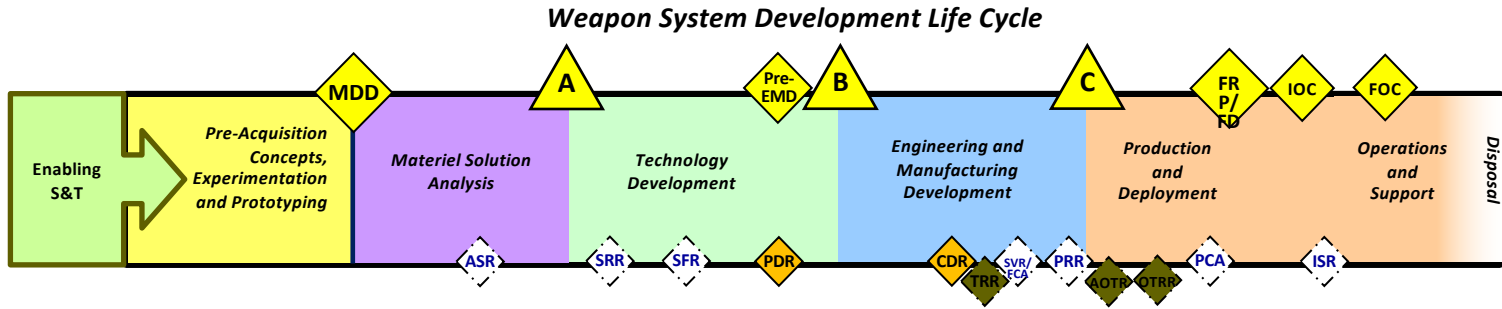 Weapon System Development Life Cycle
MDD
A
Pre-
EMD
B
C
FR
P/
FD
IOC
FOC
Enabling
S&T
Pre-Acquisition
Concepts,
Experimentation
and Prototyping
Materiel Solution
Analysis
Technology
Development
Engineering and
Manufacturing
Development
Production
and
Deployment
Operations
and
Support
Disposal
ASR
SRR
SFR
PDR
CDR
TRR
SVR/
FCA
PRR
AOTR
OTRR
PCA
ISR